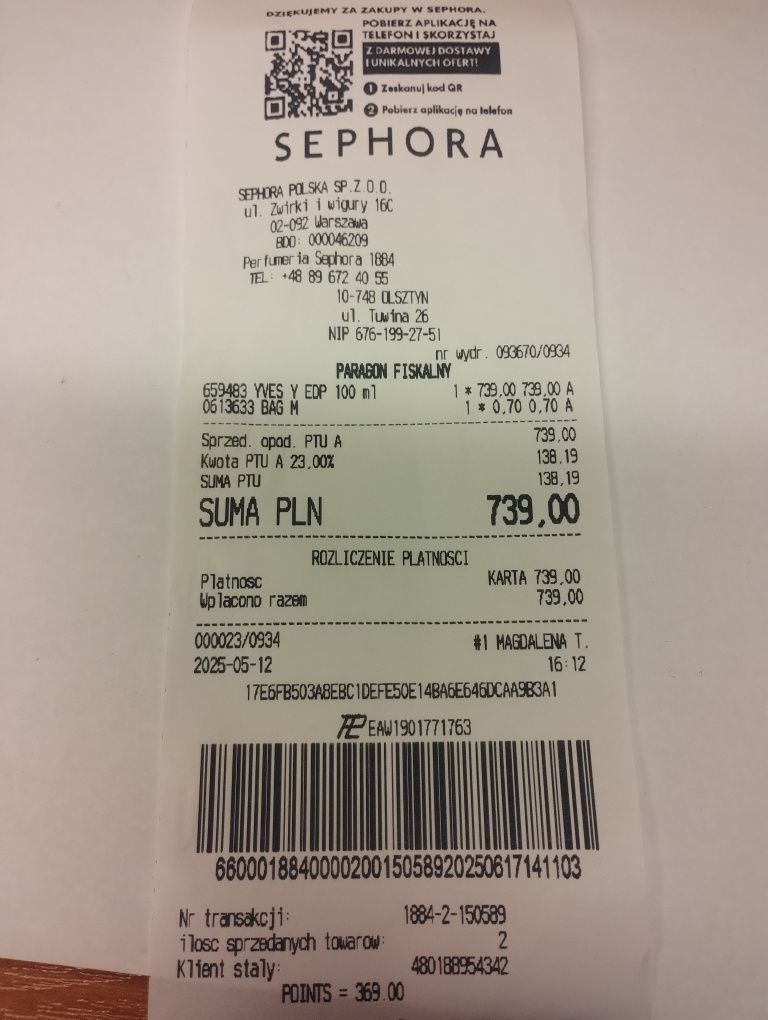 DZIĘKUJEMY ZA ZAKUPY W SEPHORA.
POBIERZ APLIKACJĘ NA
TELEFON I SKORZYSTAJ
Z DARMOWEJ DOSTAWY
I UNIKALNYCH OFERT!
1 Zeskanuj kod QR
2 Pobierz aplikację na telefon
SEPHORA
SEPHORA POLSKA SP.Z.O.O.
ul. Zwirki i wigury 16C
02-092 Warszawa
BDO: 000046209
Perfumeria Sephora 1884
TEL: +48 89 672 40 55
10-748 OLSZTYN
ul. Tuwina 26
NIP 676-199-27-51
nr wydr. 093670/0934
PARAGON FISKALNY
659483 YVES Y EDP 100 ml 1 * 739,00 739,00 A
0613633 BAG M 1 * 0,70 0,70 A
Sprzed. opod. PTU A 739,00
Kwota PTU A 23,00% 138,19
SUMA PTU 138,19
SUMA PLN 739,00
ROZLICZENIE PLATNOSCI
Platnosc KARTA 739,00
Wplacono razem 739,00
000023/0934 #1 MAGDALENA T.
2025-05-12 16:12
17E6FB503A8EBC1DEFE50E14BA6E646DCAA9B3A1
EAW1901771763
660001884000020015058920250617141103
Nr transakcji: 1884-2-150589
ilosc sprzedanych towarow: 2
Klient staly: 480188954342
POINTS = 369.00